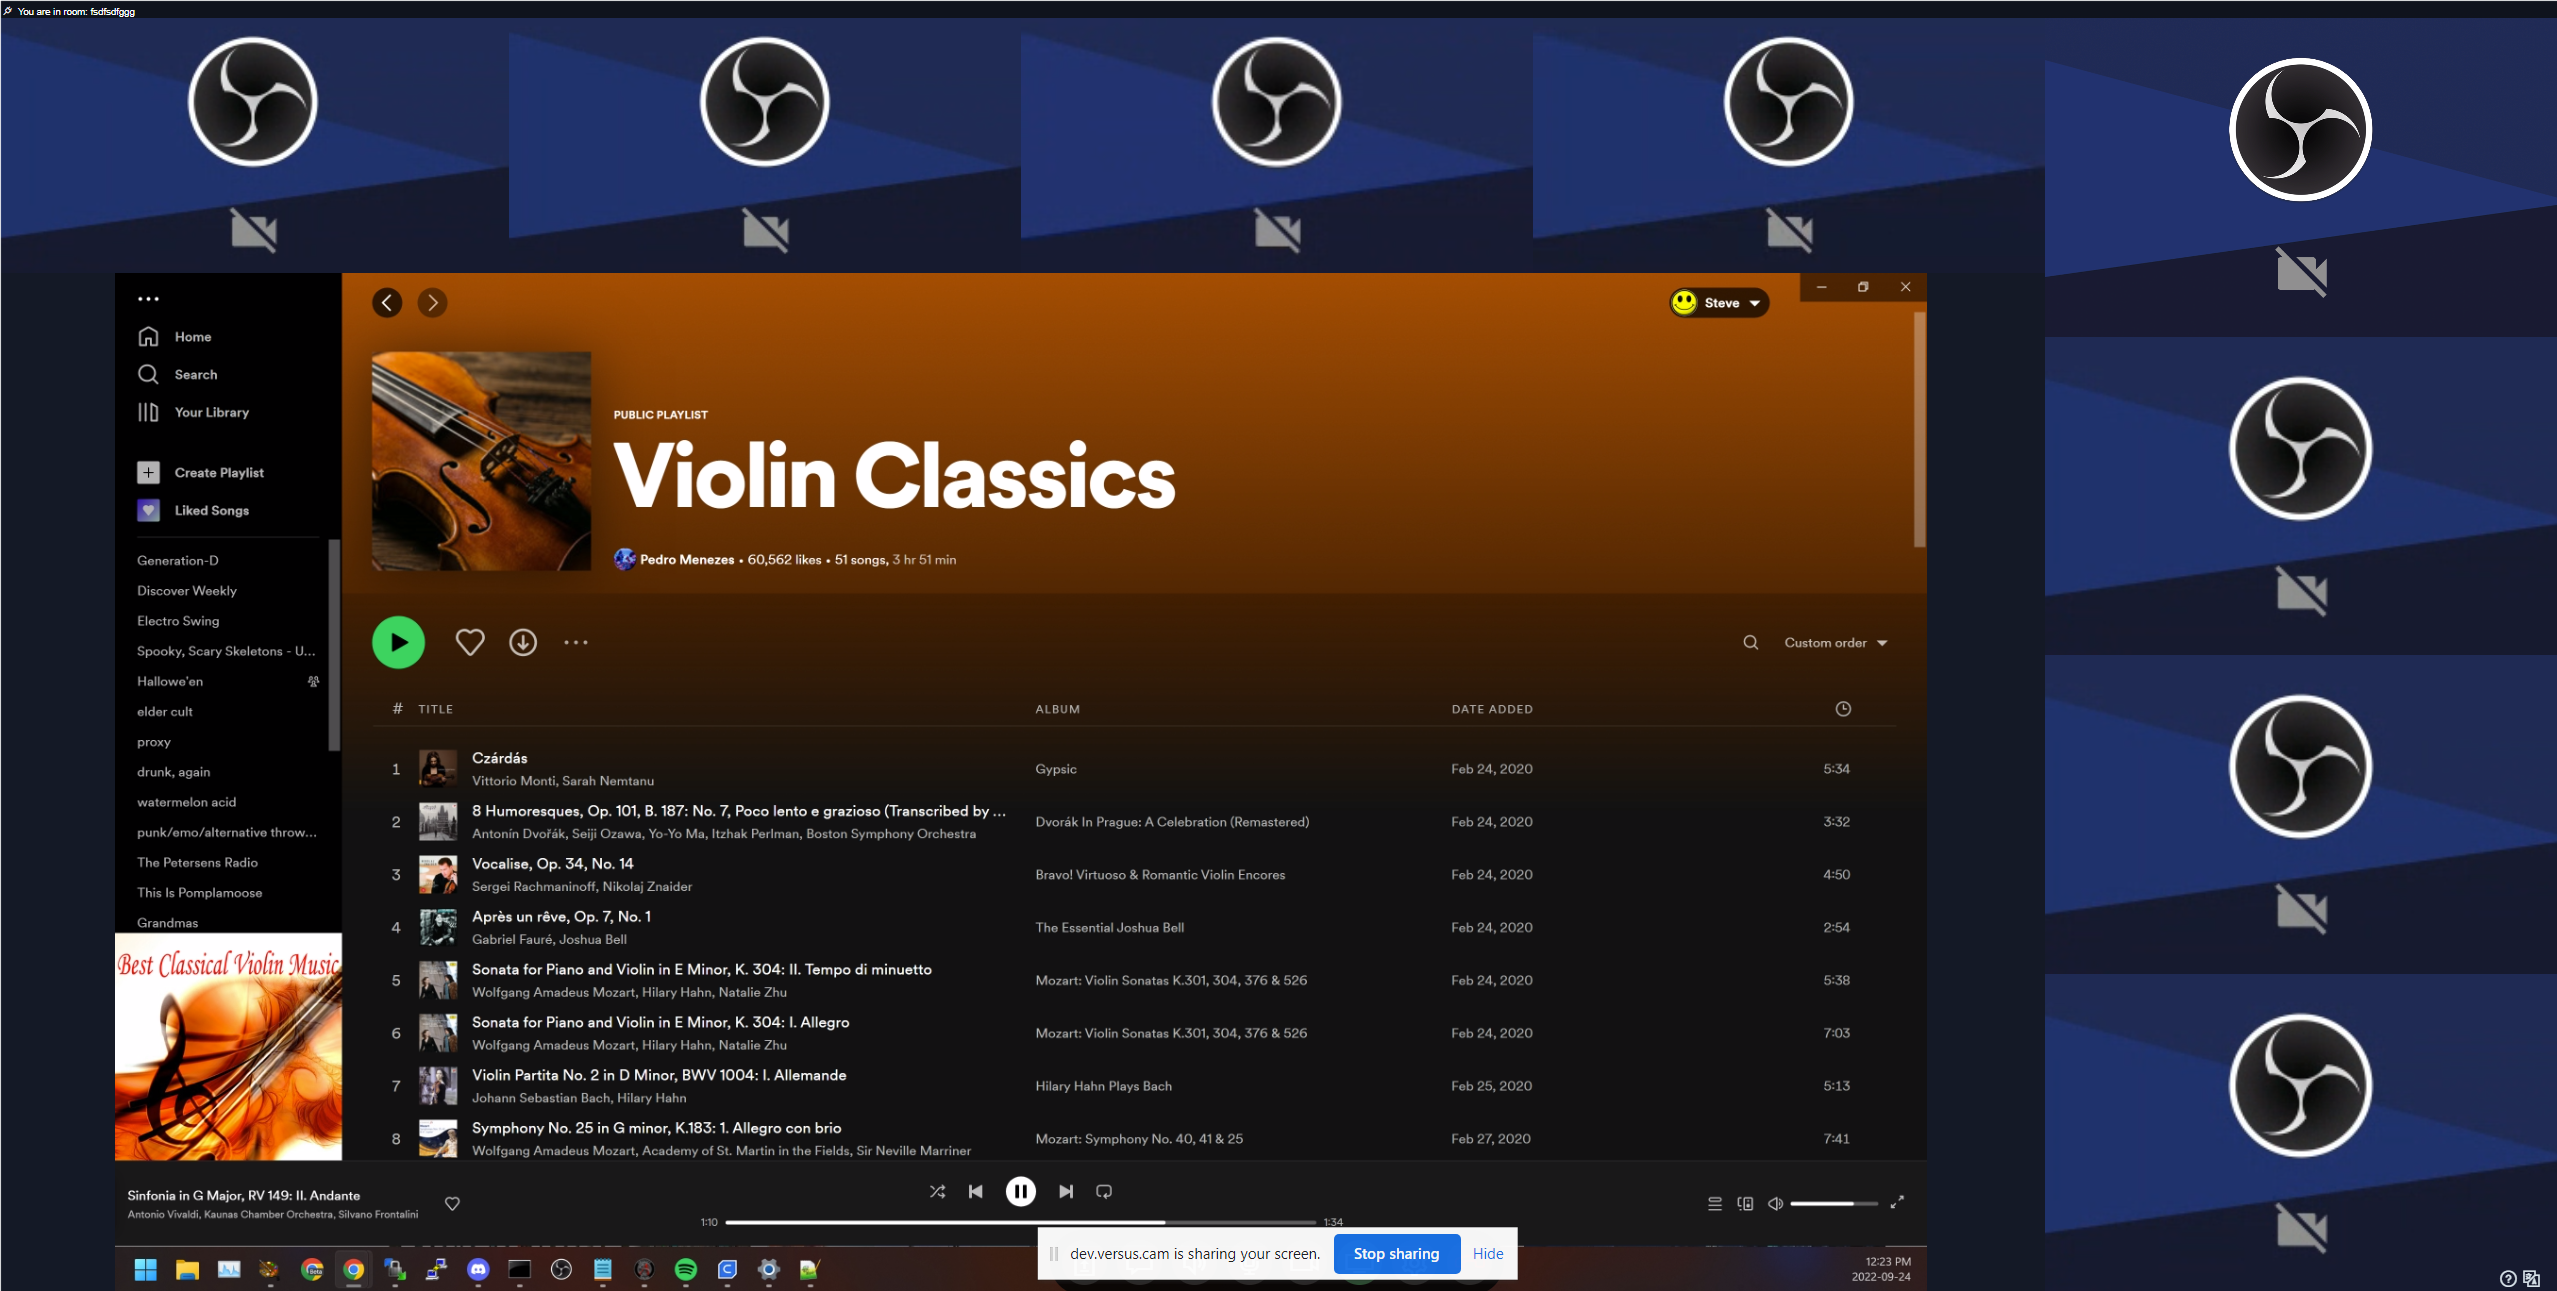 You are in room: fsdfsdfggg
Home
Search
Your Library
Create Playlist
Liked Songs
Generation-D
Discover Weekly
Electro Swing
Spooky, Scary Skeletons - U...
Hallowe'en
elder cult
proxy
drunk, again
watermelon acid
punk/emo/alternative throw...
The Petersens Radio
This Is Pomplamoose
Grandmas
Best Classical Violin Music
Steve
PUBLIC PLAYLIST
Violin Classics
Pedro Menezes • 60,562 likes • 51 songs, 3 hr 51 min
Custom order
# TITLE ALBUM DATE ADDED
1 Czárdás Gypsic Feb 24, 2020 5:34
Vittorio Monti, Sarah Nemtanu
2 8 Humoresques, Op. 101, B. 187: No. 7, Poco lento e grazioso (Transcribed by ... Dvorák In Prague: A Celebration (Remastered) Feb 24, 2020 3:32
Antonín Dvořák, Seiji Ozawa, Yo-Yo Ma, Itzhak Perlman, Boston Symphony Orchestra
3 Vocalise, Op. 34, No. 14 Bravo! Virtuoso & Romantic Violin Encores Feb 24, 2020 4:50
Sergei Rachmaninoff, Nikolaj Znaider
4 Après un rêve, Op. 7, No. 1 The Essential Joshua Bell Feb 24, 2020 2:54
Gabriel Fauré, Joshua Bell
5 Sonata for Piano and Violin in E Minor, K. 304: II. Tempo di minuetto Mozart: Violin Sonatas K.301, 304, 376 & 526 Feb 24, 2020 5:38
Wolfgang Amadeus Mozart, Hilary Hahn, Natalie Zhu
6 Sonata for Piano and Violin in E Minor, K. 304: I. Allegro Mozart: Violin Sonatas K.301, 304, 376 & 526 Feb 24, 2020 7:03
Wolfgang Amadeus Mozart, Hilary Hahn, Natalie Zhu
7 Violin Partita No. 2 in D Minor, BWV 1004: I. Allemande Hilary Hahn Plays Bach Feb 25, 2020 5:13
Johann Sebastian Bach, Hilary Hahn
8 Symphony No. 25 in G minor, K.183: 1. Allegro con brio Mozart: Symphony No. 40, 41 & 25 Feb 27, 2020 7:41
Wolfgang Amadeus Mozart, Academy of St. Martin in the Fields, Sir Neville Marriner
Sinfonia in G Major, RV 149: II. Andante
Antonio Vivaldi, Kaunas Chamber Orchestra, Silvano Frontalini
1:10 1:34
dev.versus.cam is sharing your screen. Stop sharing Hide
Beta
12:23 PM
2022-09-24